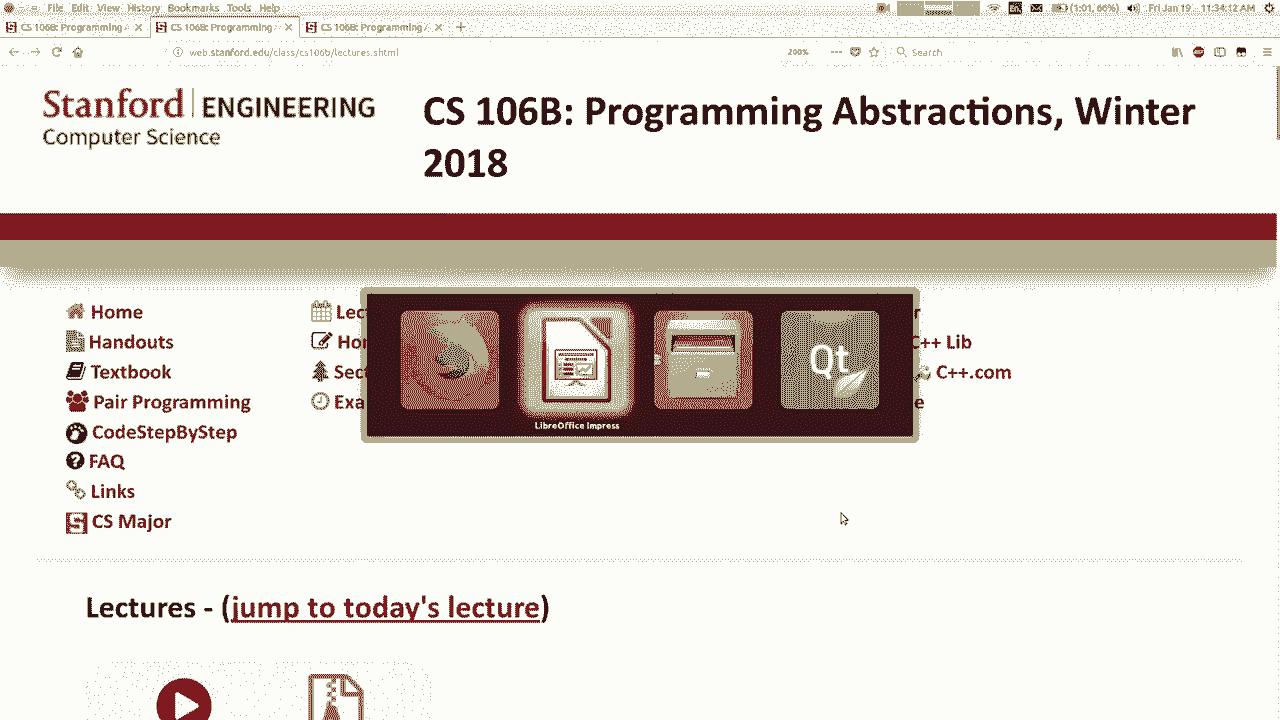 File Edit View History Bookmarks Tools Help
En (1:01, 66%) Fri Jan 19 11:34:12 AM
CS 106B: Programming CS 106B: Programming CS 106B: Programming
web.stanford.edu/class/cs106b/lectures.shtml 200% Search
Stanford ENGINEERING
Computer Science
CS 106B: Programming Abstractions, Winter
2018
Home
Handouts
Textbook
Pair Programming
CodeStepByStep
FAQ
Links
CS Major
Lec
Hor
Sect
Exa
r
C++ Lib
C++.com
e
Qt
LibreOffice Impress
Lectures - (jump to today's lecture)